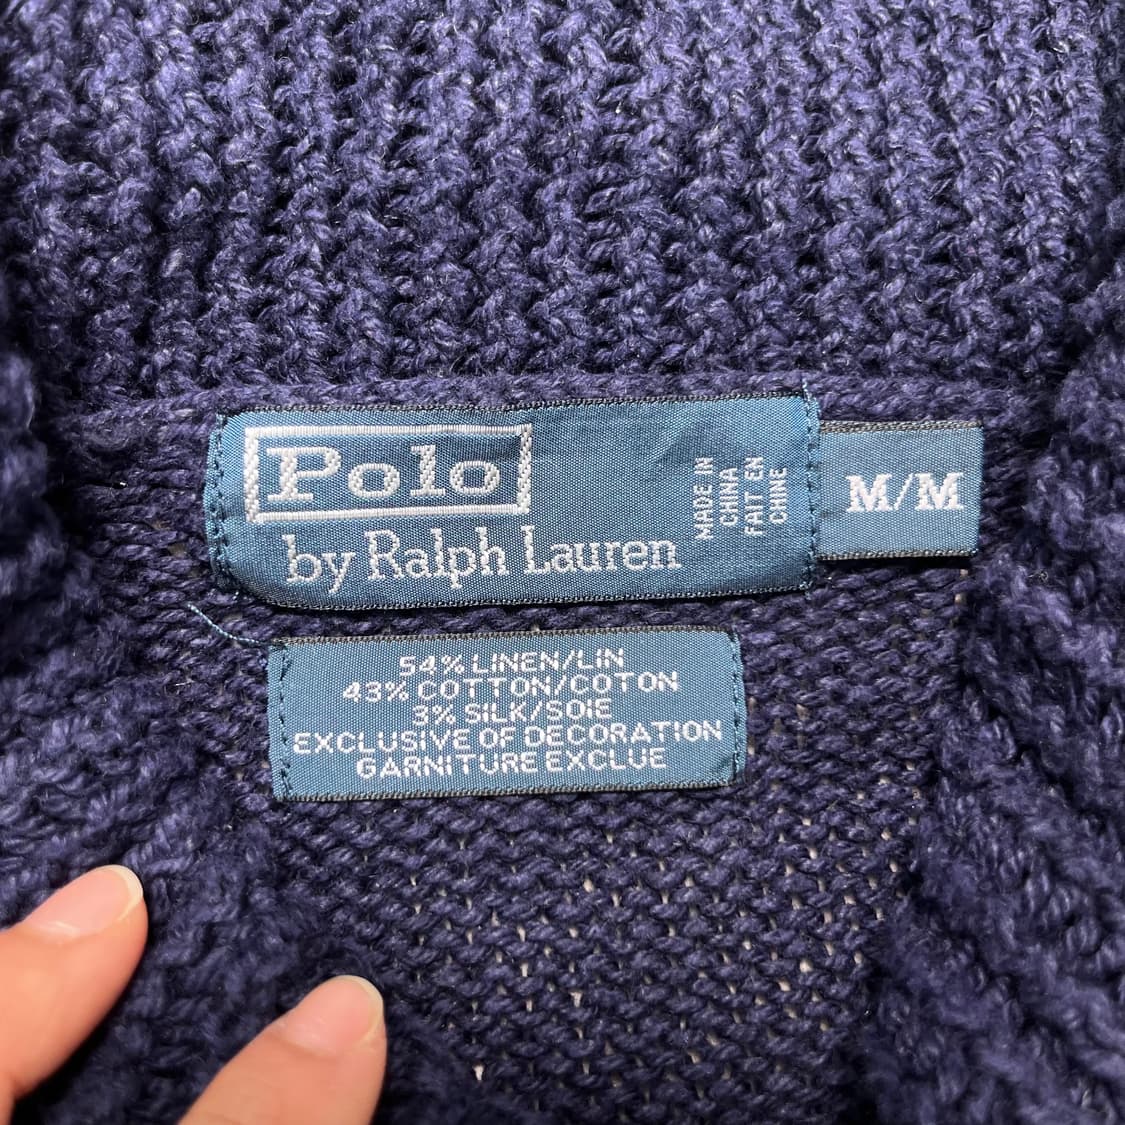 Polo
by Ralph Lauren
MADE IN
CHINA
FAIT EN
CHINE
M/M
54% LINEN/LIN
43% COTTON/COTON
3% SILK/SOIE
EXCLUSIVE OF DECORATION
GARNITURE EXCLUE